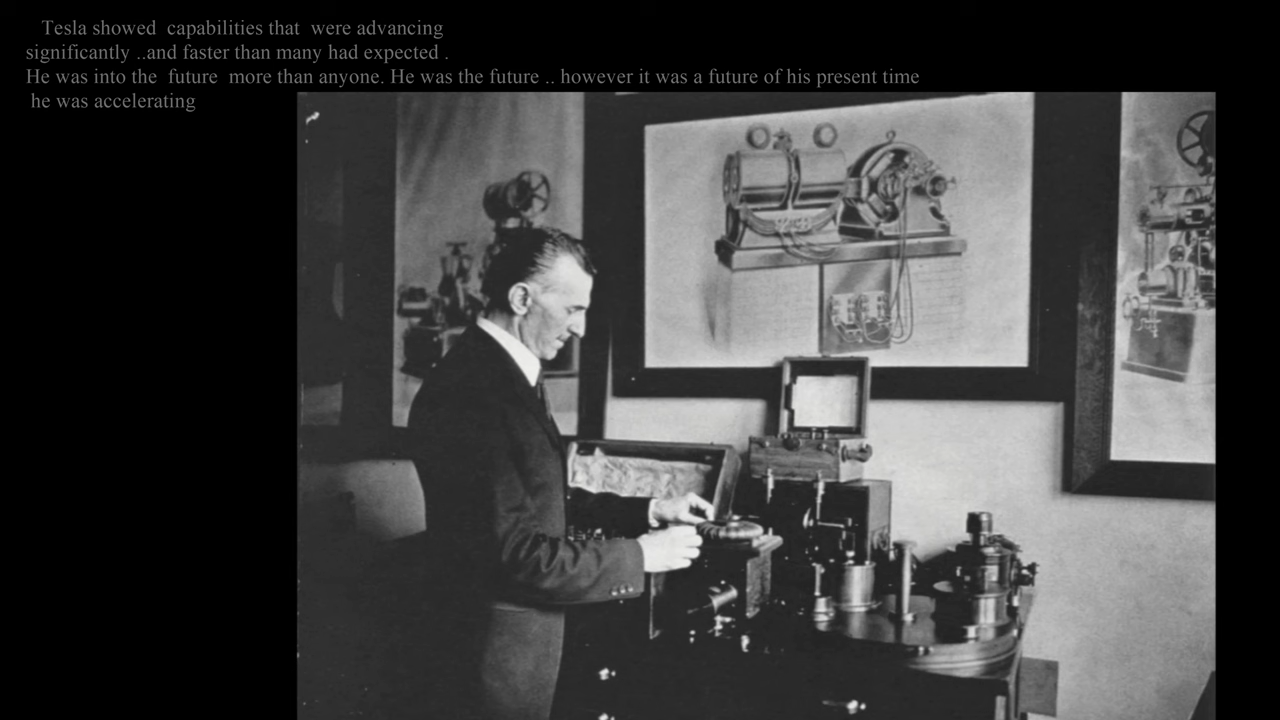 Tesla showed capabilities that were advancing
significantly ..and faster than many had expected .
He was into the future more than anyone. He was the future .. however it was a future of his present time
he was accelerating